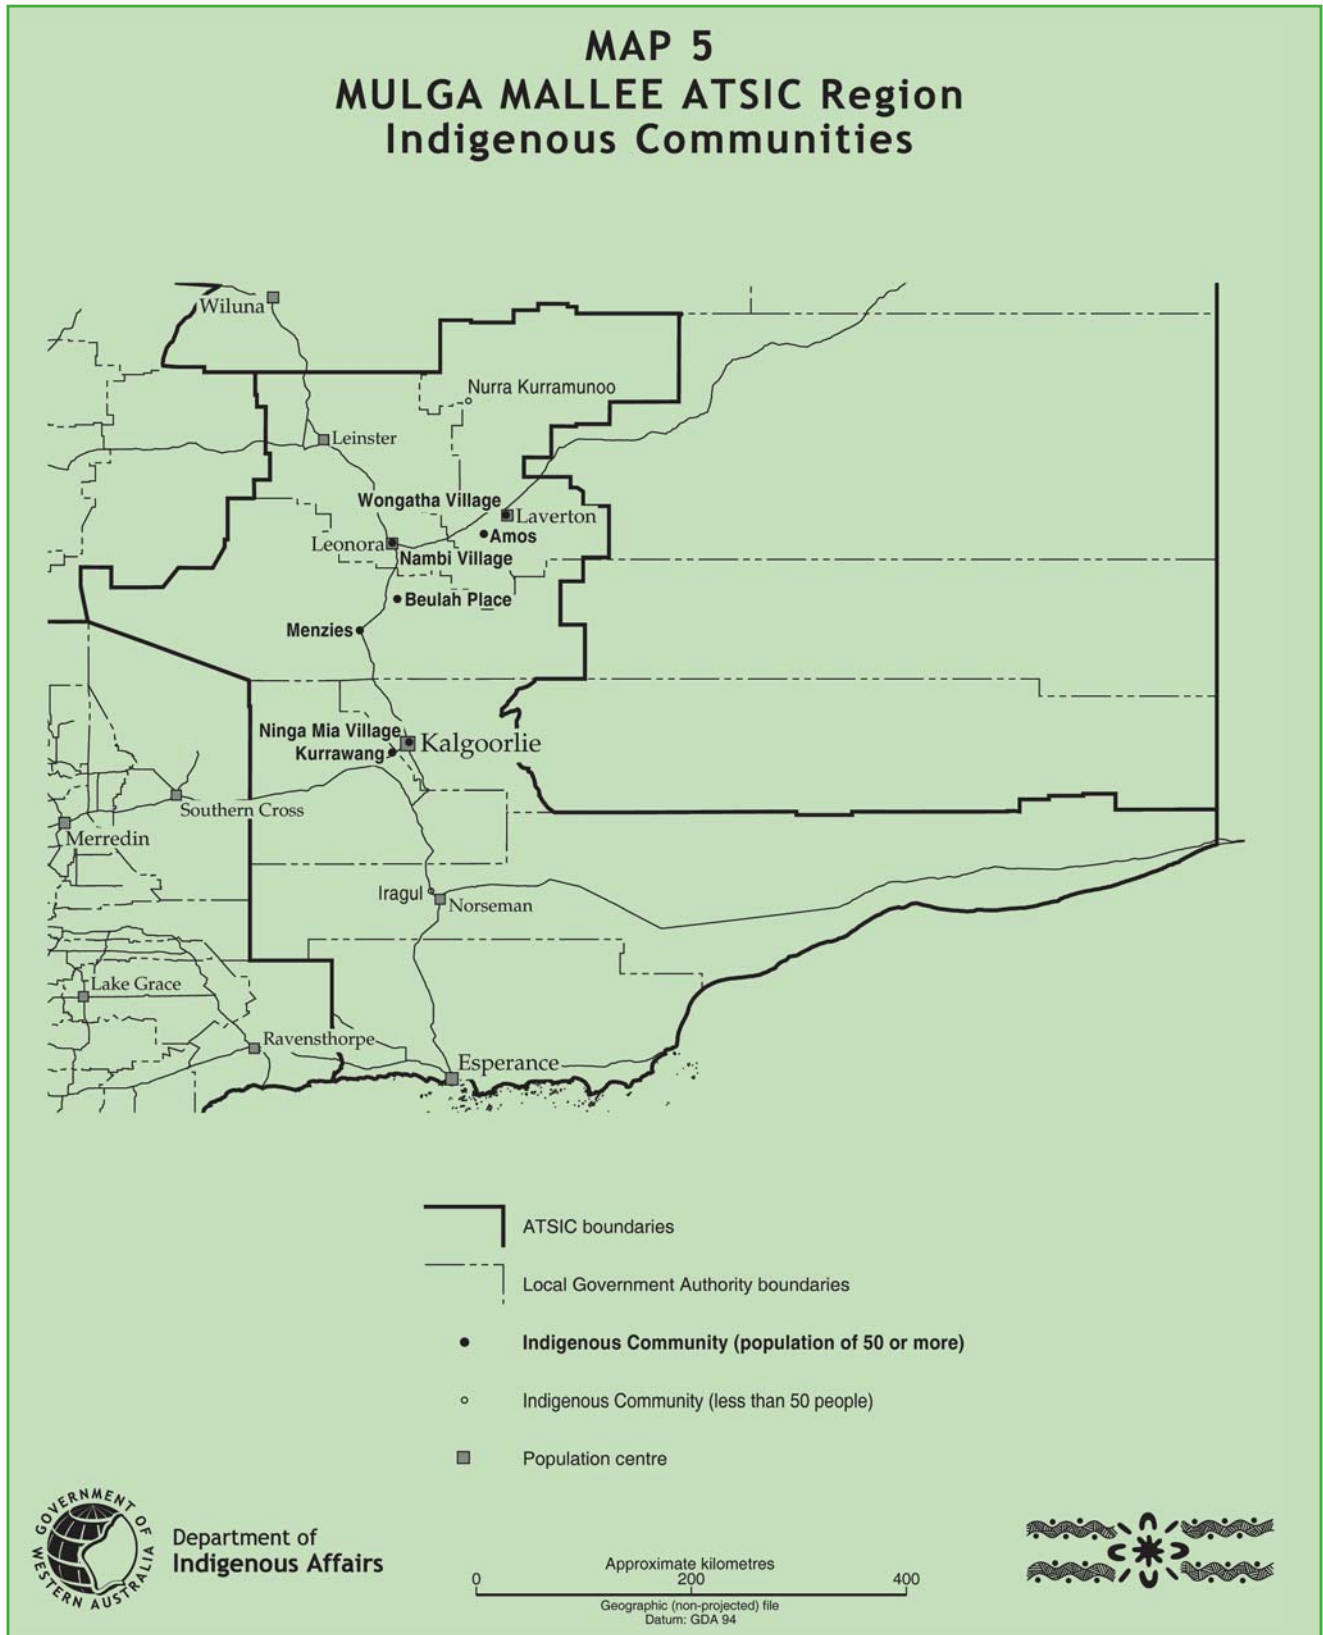 MAP 5
MULGA MALLEE ATSIC Region
Indigenous Communities
Wiluna
Nurra Kurramunoo
Leinster
Wongatha Village
Laverton
Amos
Leonora
Nambi Village
Beulah Place
Menzies
Ninga Mia Village
Kalgoorlie
Kurrawang
Southern Cross
Merredin
Iragul
Norseman
Lake Grace
Ravensthorpe
Esperance
ATSIC boundaries
Local Government Authority boundaries
Indigenous Community (population of 50 or more)
Indigenous Community (less than 50 people)
Population centre
GOVERNMENT OF
WESTERN AUSTRALIA
Department of
Indigenous Affairs
Approximate kilometres
0 200 400
Geographic (non-projected) file
Datum: GDA 94